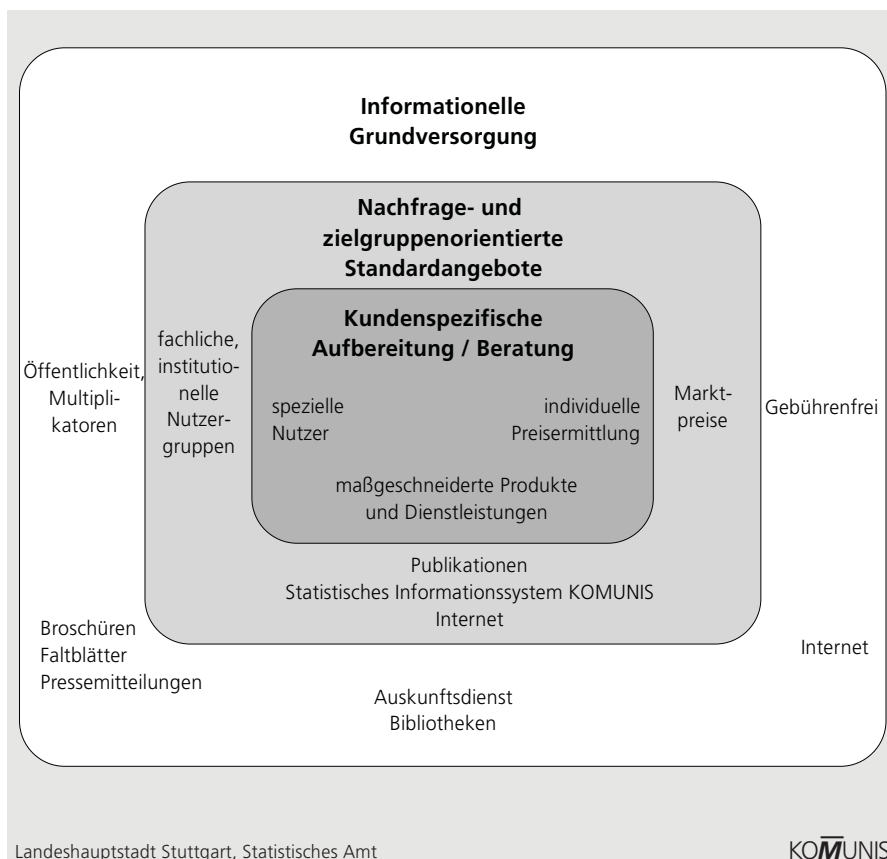 Informationelle
Grundversorgung
Nachfrage- und
zielgruppenorientierte
Standardangebote
Kundenspezifische
Aufbereitung / Beratung
Öffentlichkeit,
Multipli-
katoren
fachliche,
institutio-
nelle
Nutzer-
gruppen
spezielle
Nutzer
individuelle
Preisermittlung
Markt-
preise
Gebührenfrei
maßgeschneiderte Produkte
und Dienstleistungen
Publikationen
Statistisches Informationssystem KOMUNIS
Internet
Broschüren
Faltblätter
Pressemitteilungen
Internet
Auskunftsdienst
Bibliotheken
Landeshauptstadt Stuttgart, Statistisches Amt
KOMUNIS